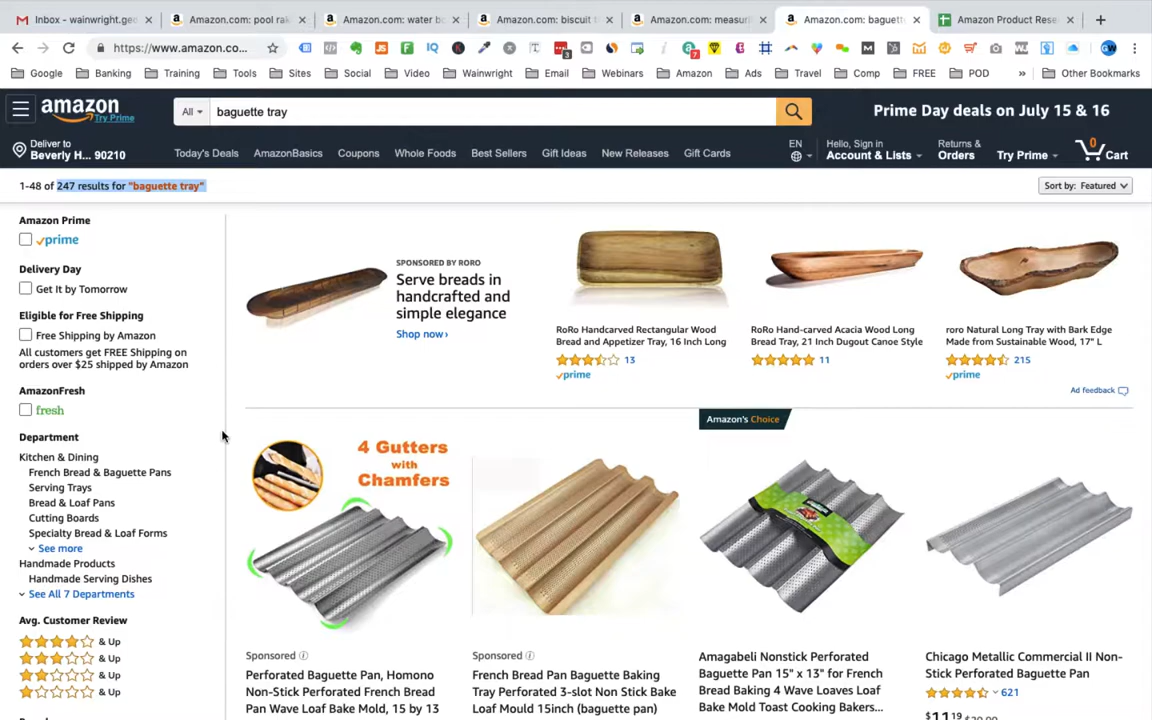 Inbox - wainwright.geo
Amazon.com: pool rak
Amazon.com: water bo
Amazon.com: biscuit t
Amazon.com: measuri
Amazon.com: baguett
Amazon Product Rese
https://www.amazon.co...
Google
Banking
Training
Tools
Sites
Social
Video
Wainwright
Email
Webinars
Amazon
Ads
Travel
Comp
FREE
POD
»
Other Bookmarks
amazon
Try Prime
All
baguette tray
Prime Day deals on July 15 & 16
Deliver to
Beverly H... 90210
Today's Deals
AmazonBasics
Coupons
Whole Foods
Best Sellers
Gift Ideas
New Releases
Gift Cards
EN
Hello, Sign in
Account & Lists
Returns &
Orders
Try Prime
0
Cart
1-48 of 247 results for "baguette tray"
Sort by: Featured
Amazon Prime
prime
Delivery Day
Get It by Tomorrow
Eligible for Free Shipping
Free Shipping by Amazon
All customers get FREE Shipping on
orders over $25 shipped by Amazon
AmazonFresh
fresh
Department
Kitchen & Dining
French Bread & Baguette Pans
Serving Trays
Bread & Loaf Pans
Cutting Boards
Specialty Bread & Loaf Forms
See more
Handmade Products
Handmade Serving Dishes
See All 7 Departments
Avg. Customer Review
& Up
& Up
& Up
& Up
SPONSORED BY RORO
Serve breads in
handcrafted and
simple elegance
Shop now›
RoRo Handcarved Rectangular Wood
Bread and Appetizer Tray, 16 Inch Long
13
prime
RoRo Hand-carved Acacia Wood Long
Bread Tray, 21 Inch Dugout Canoe Style
11
roro Natural Long Tray with Bark Edge
Made from Sustainable Wood, 17" L
215
prime
Ad feedback
4 Gutters
with
Chamfers
Sponsored
Perforated Baguette Pan, Homono
Non-Stick Perforated French Bread
Pan Wave Loaf Bake Mold, 15 by 13
Sponsored
French Bread Pan Baguette Baking
Tray Perforated 3-slot Non Stick Bake
Loaf Mould 15inch (baguette pan)
Amazon's Choice
Amagabeli Nonstick Perforated
Baguette Pan 15" x 13" for French
Bread Baking 4 Wave Loaves Loaf
Bake Mold Toast Cooking Bakers...
Chicago Metallic Commercial II Non-
Stick Perforated Baguette Pan
621
$11 19